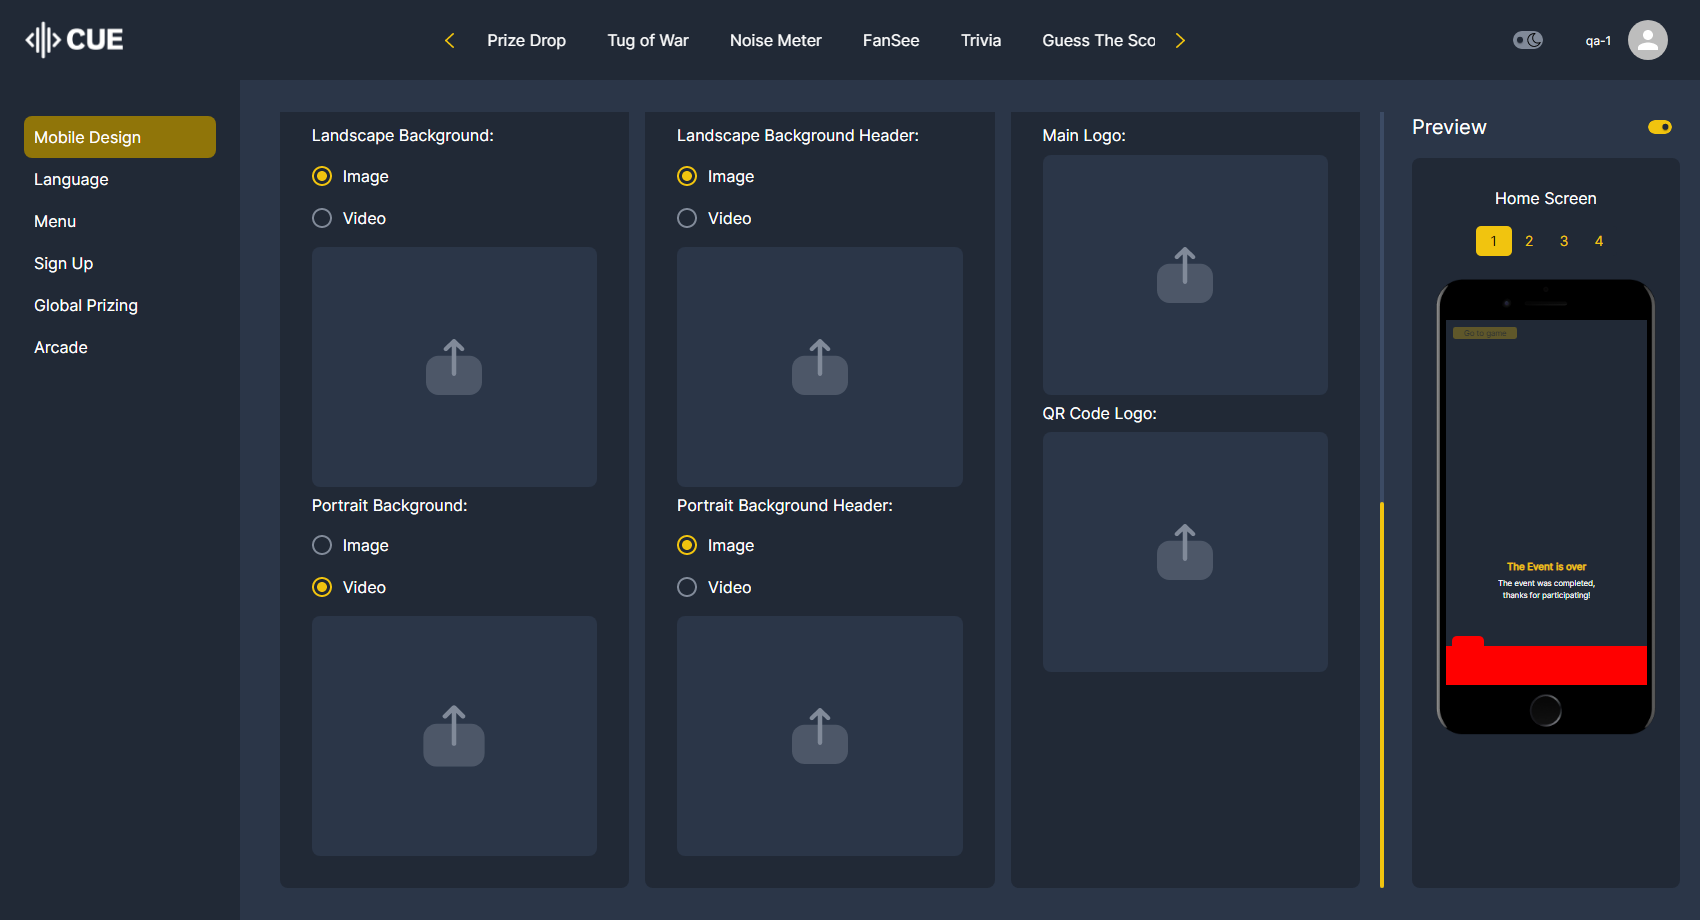 CUE
Prize Drop
Tug of War
Noise Meter
FanSee
Trivia
Guess The Sco
qa-1
Mobile Design
Language
Menu
Sign Up
Global Prizing
Arcade
Landscape Background:
Image
Video
Portrait Background:
Image
Video
Landscape Background Header:
Image
Video
Portrait Background Header:
Image
Video
Main Logo:
QR Code Logo:
Preview
Home Screen
1 2 3 4
Go to game
The Event is over
The event was completed,
thanks for participating!